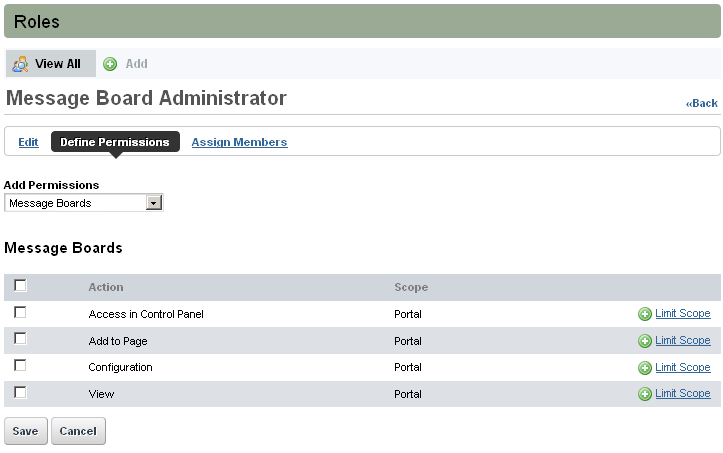 Roles
View All Add
Message Board Administrator
«Back
Edit Define Permissions Assign Members
Add Permissions
Message Boards
Message Boards
Action Scope
Access in Control Panel Portal Limit Scope
Add to Page Portal Limit Scope
Configuration Portal Limit Scope
View Portal Limit Scope
Save Cancel